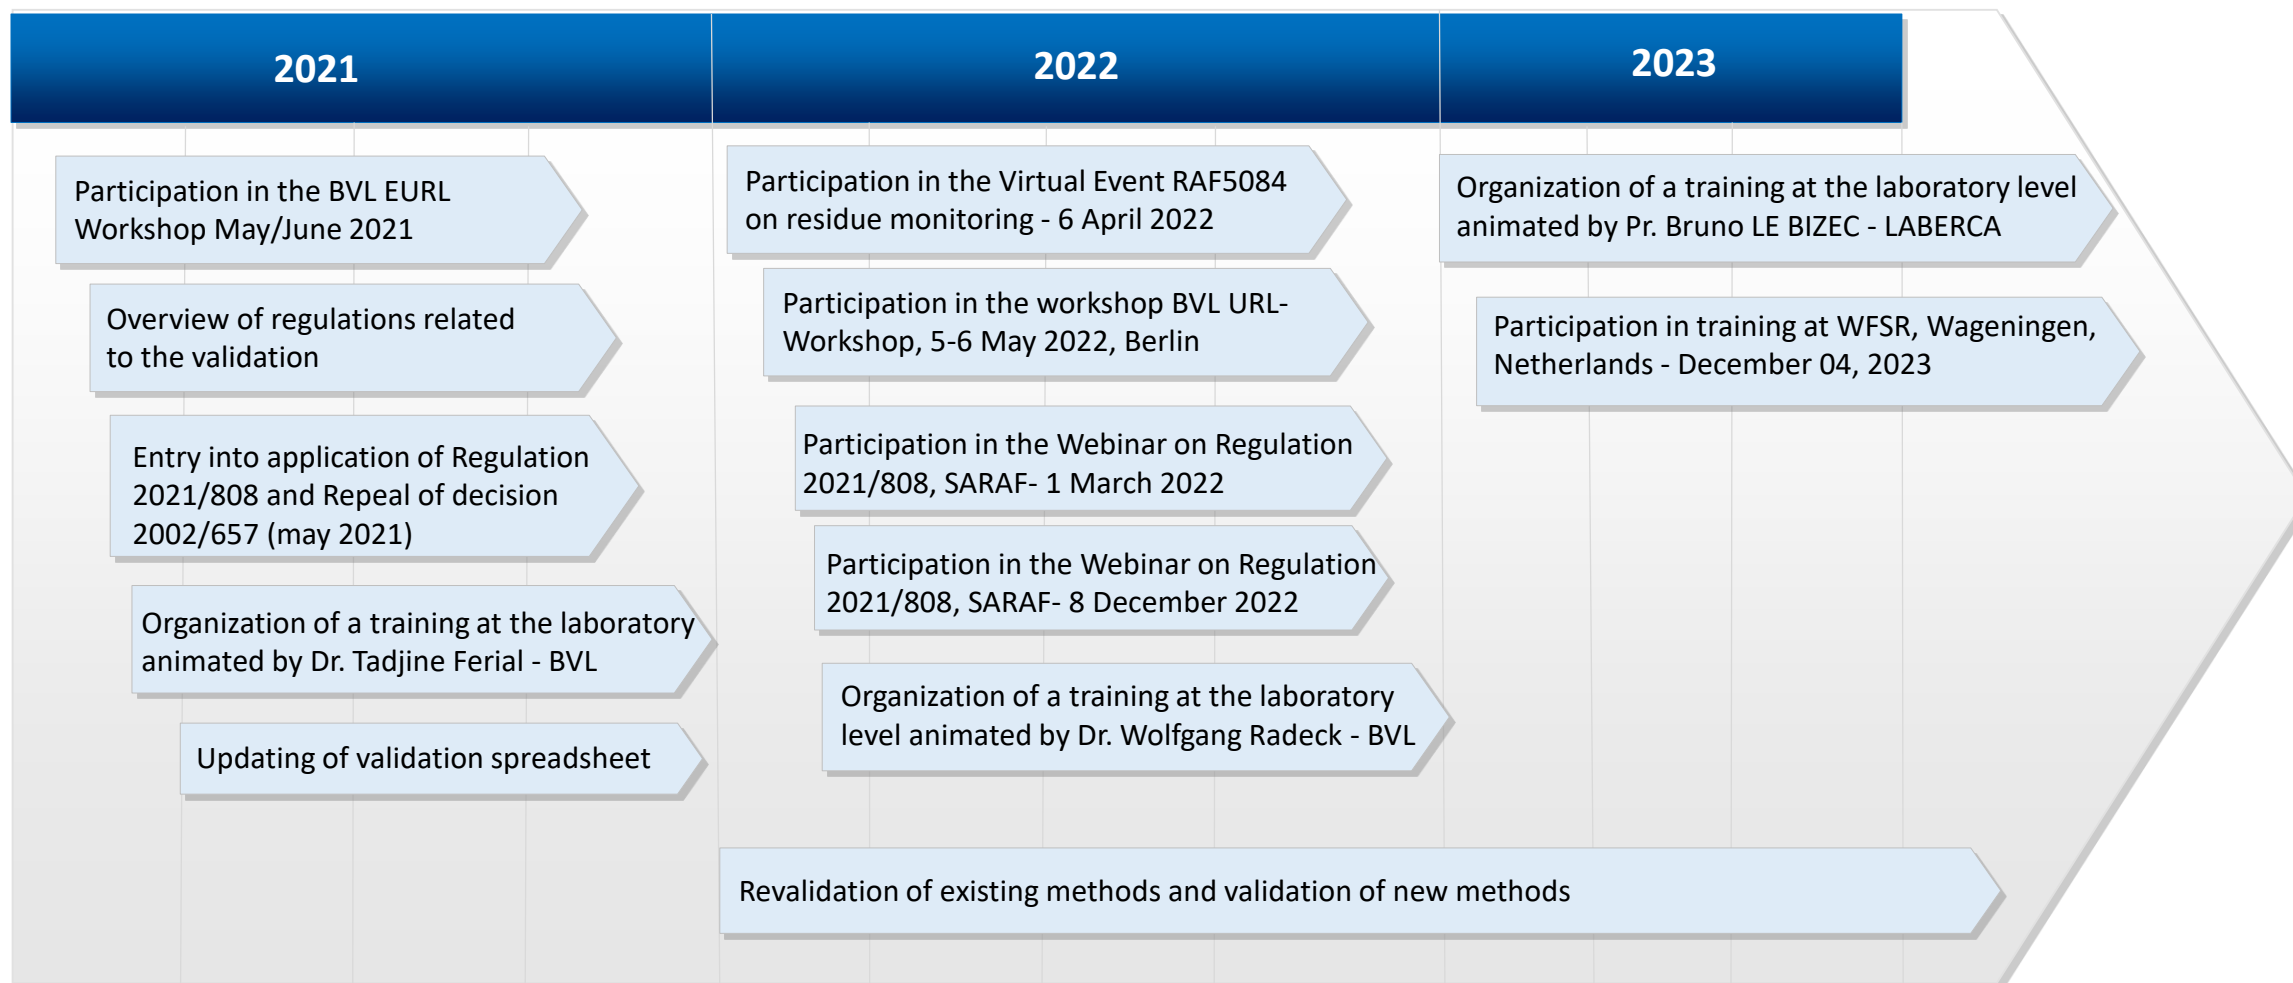 2021
2022
2023
Participation in the BVL EURL
Workshop May/June 2021
Overview of regulations related
to the validation
Entry into application of Regulation
2021/808 and Repeal of decision
2002/657 (may 2021)
Organization of a training at the laboratory
animated by Dr. Tadjine Ferial - BVL
Updating of validation spreadsheet
Participation in the Virtual Event RAF5084
on residue monitoring - 6 April 2022
Participation in the workshop BVL URL-
Workshop, 5-6 May 2022, Berlin
Participation in the Webinar on Regulation
2021/808, SARAF- 1 March 2022
Participation in the Webinar on Regulation
2021/808, SARAF- 8 December 2022
Organization of a training at the laboratory
level animated by Dr. Wolfgang Radeck - BVL
Organization of a training at the laboratory level
animated by Pr. Bruno LE BIZEC - LABERCA
Participation in training at WFSR, Wageningen,
Netherlands - December 04, 2023
Revalidation of existing methods and validation of new methods